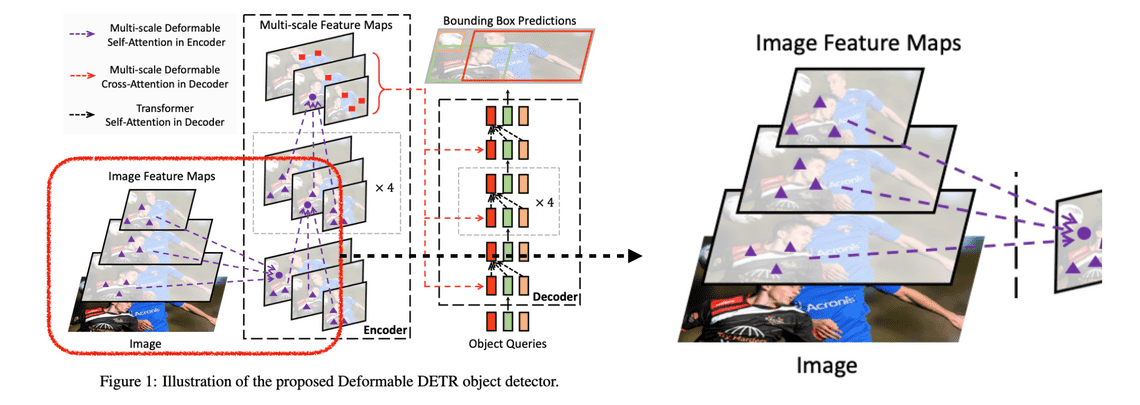 Multi-scale Deformable
Self-Attention in Encoder
Multi-scale Deformable
Cross-Attention in Decoder
Transformer
Self-Attention in Decoder
Multi-scale Feature Maps
× 4
Encoder
Image Feature Maps
Image
Bounding Box Predictions
× 4
Decoder
Object Queries
Figure 1: Illustration of the proposed Deformable DETR object detector.
Image Feature Maps
Acronis
Acronis
Image